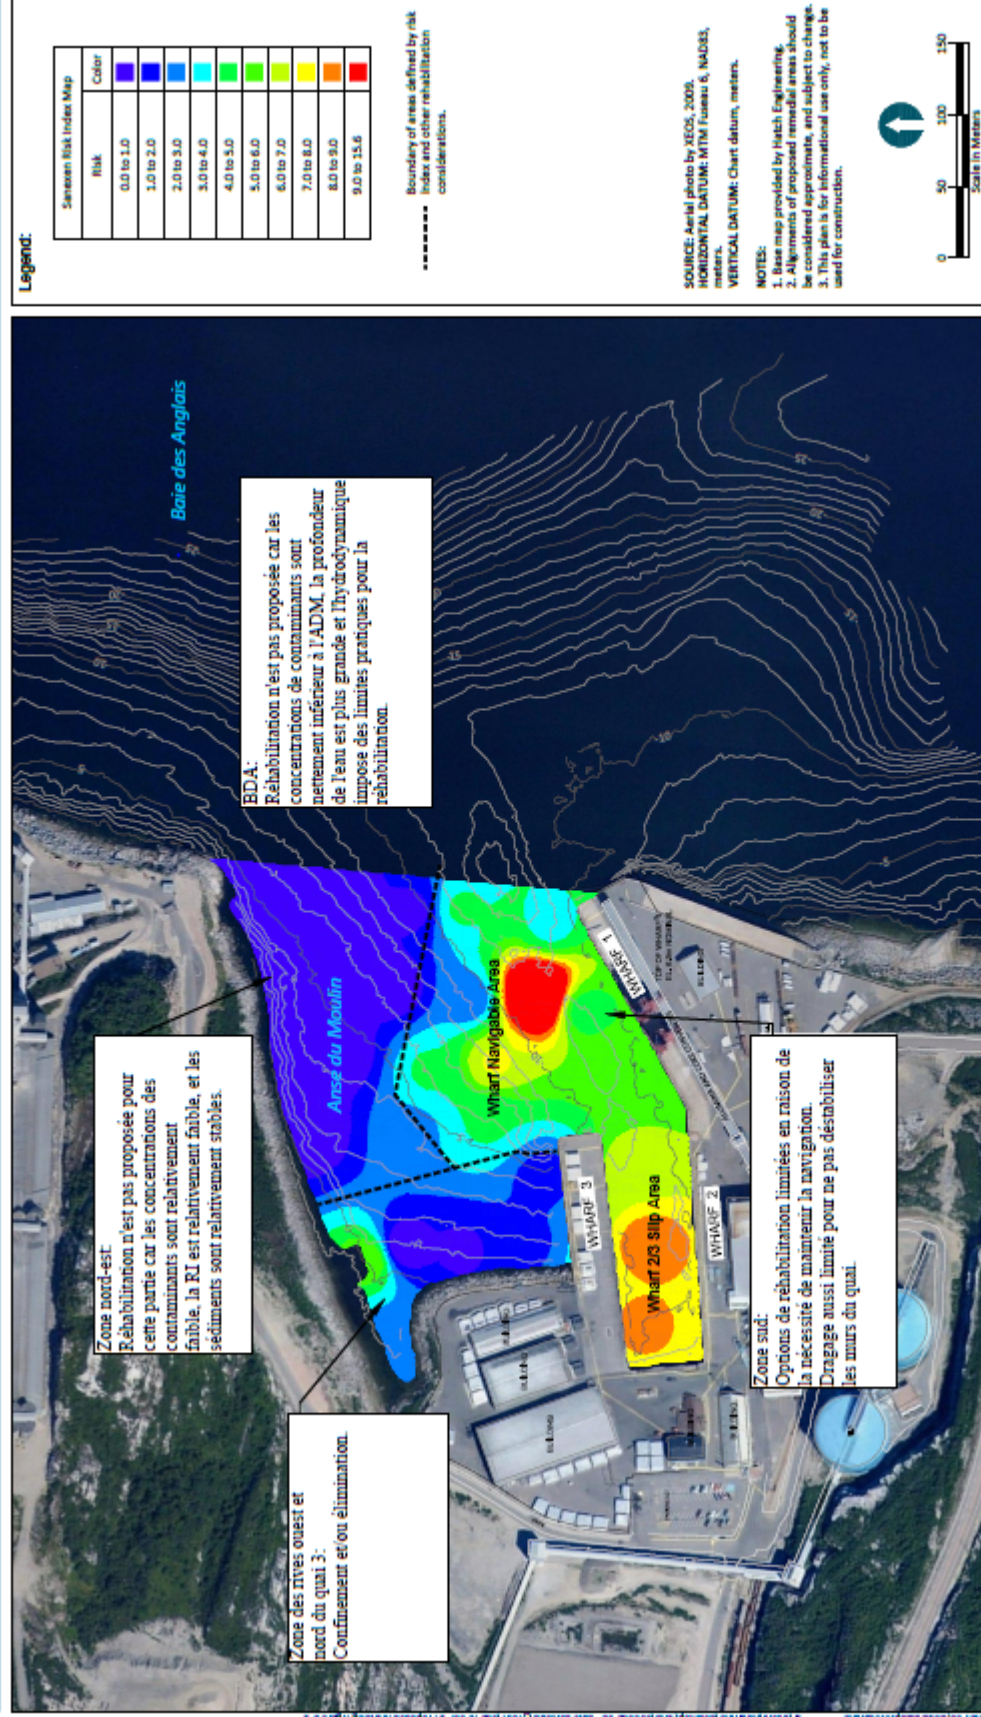 Legend:
Sanexen Risk Index Map
Risk Color
0.0 to 1.0
1.0 to 2.0
2.0 to 3.0
3.0 to 4.0
4.0 to 5.0
5.0 to 6.0
6.0 to 7.0
7.0 to 8.0
8.0 to 9.0
9.0 to 15.6
Boundary of areas defined by risk
index and other rehabilitation
considerations.
SOURCE: Aerial photo by XEOS, 2009.
HORIZONTAL DATUM: MTM Fuseau 6, NAD83,
meters.
VERTICAL DATUM: Chart datum, meters.
NOTES:
1. Base map provided by Hatch Engineering.
2. Alignments of proposed remedial areas should
be considered approximate, and subject to change.
3. This plan is for informational use only, not to be
used for construction.
0 50 100 150
Scale in Meters
Baie des Anglais
BDA:
Réhabilitation n'est pas proposée car les
concentrations de contaminants sont
nettement inférieur à l'ADM, la profondeur
de l'eau est plus grande et l'hydrodynamique
impose des limites pratiques pour la
réhabilitation.
Zone nord-est:
Réhabilitation n'est pas proposée pour
cette partie car les concentrations des
contaminants sont relativement
faible, la RI est relativement faible, et les
sédiments sont relativement stables.
Anse du Moulin
Wharf Navigable Area
WHARF 1
BUILDING
WHARF 3
Wharf 2/3 Slip Area
WHARF 2
Zone des rives ouest et
nord du quai 3:
Confinement et/ou élimination.
BUILDING
BUILDING
BUILDING
BUILDING
BUILDING
Zone sud:
Options de réhabilitation limitées en raison de
la nécessité de maintenir la navigation.
Dragage aussi limité pour ne pas déstabiliser
les murs du quai.